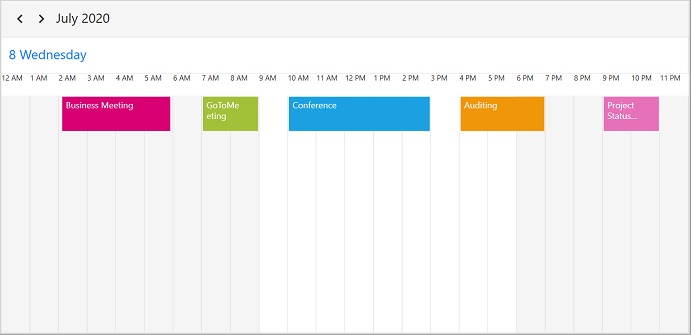 July 2020
8 Wednesday
12 AM 1 AM 2 AM 3 AM 4 AM 5 AM 6 AM 7 AM 8 AM 9 AM 10 AM 11 AM 12 PM 1 PM 2 PM 3 PM 4 PM 5 PM 6 PM 7 PM 8 PM 9 PM 10 PM 11 PM
Business Meeting
GoToMe
eting
Conference
Auditing
Project
Status...